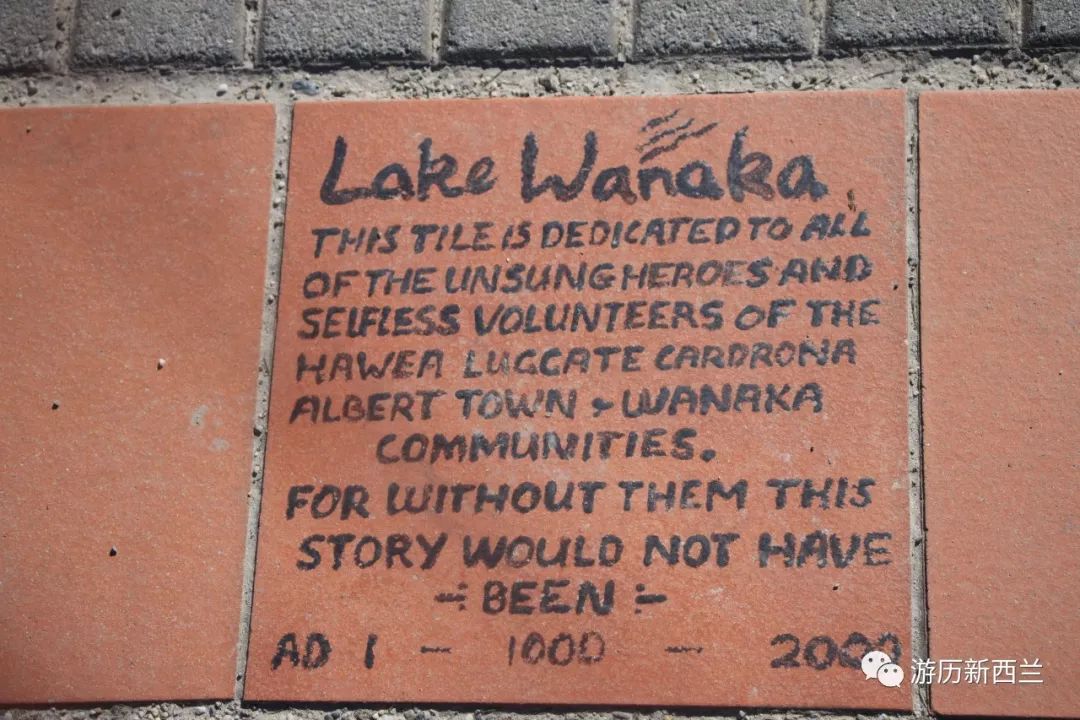 Lake Wanaka
THIS TILE IS DEDICATED TO ALL
OF THE UNSUNG HEROES AND
SELFLESS VOLUNTEERS OF THE
HAWEA LUGGATE CARDRONA
ALBERT TOWN & WANAKA
COMMUNITIES.
FOR WITHOUT THEM THIS
STORY WOULD NOT HAVE
BEEN
AD 1 - 1000 - 2000
游历新西兰